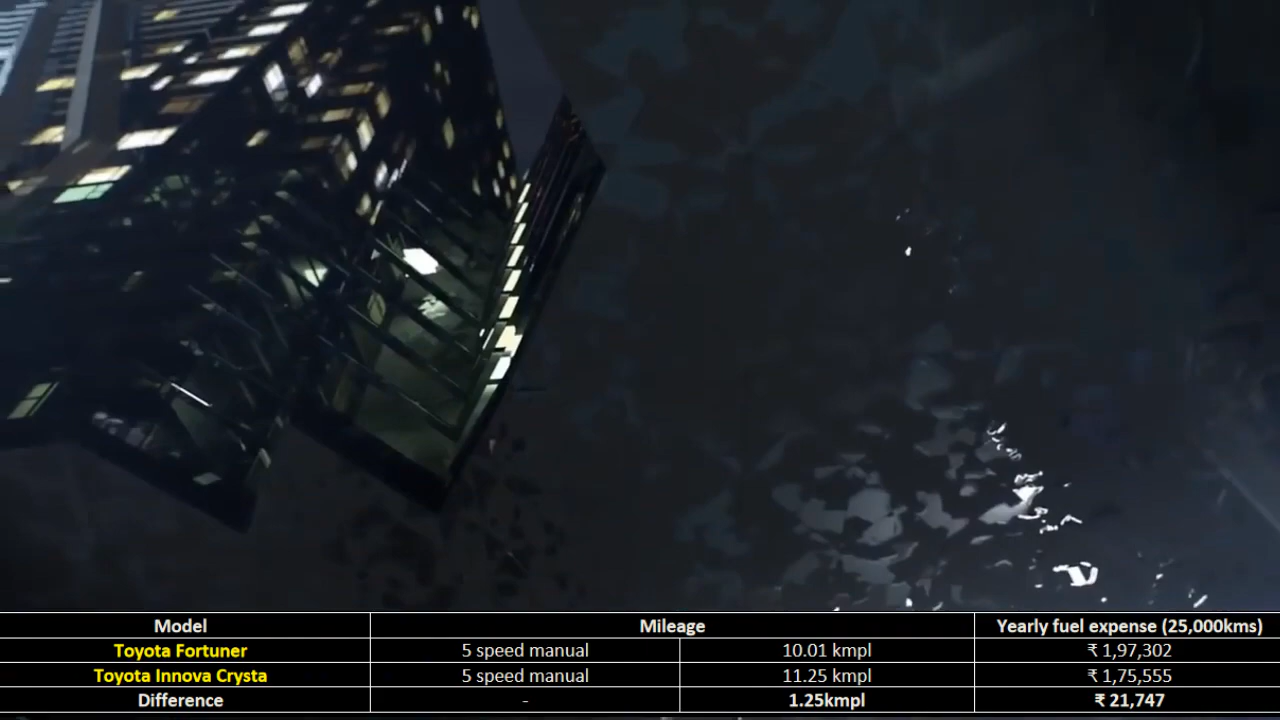 Model Mileage Yearly fuel expense (25,000kms)
Toyota Fortuner 5 speed manual 10.01 kmpl ₹ 1,97,302
Toyota Innova Crysta 5 speed manual 11.25 kmpl ₹ 1,75,555
Difference - 1.25kmpl ₹ 21,747